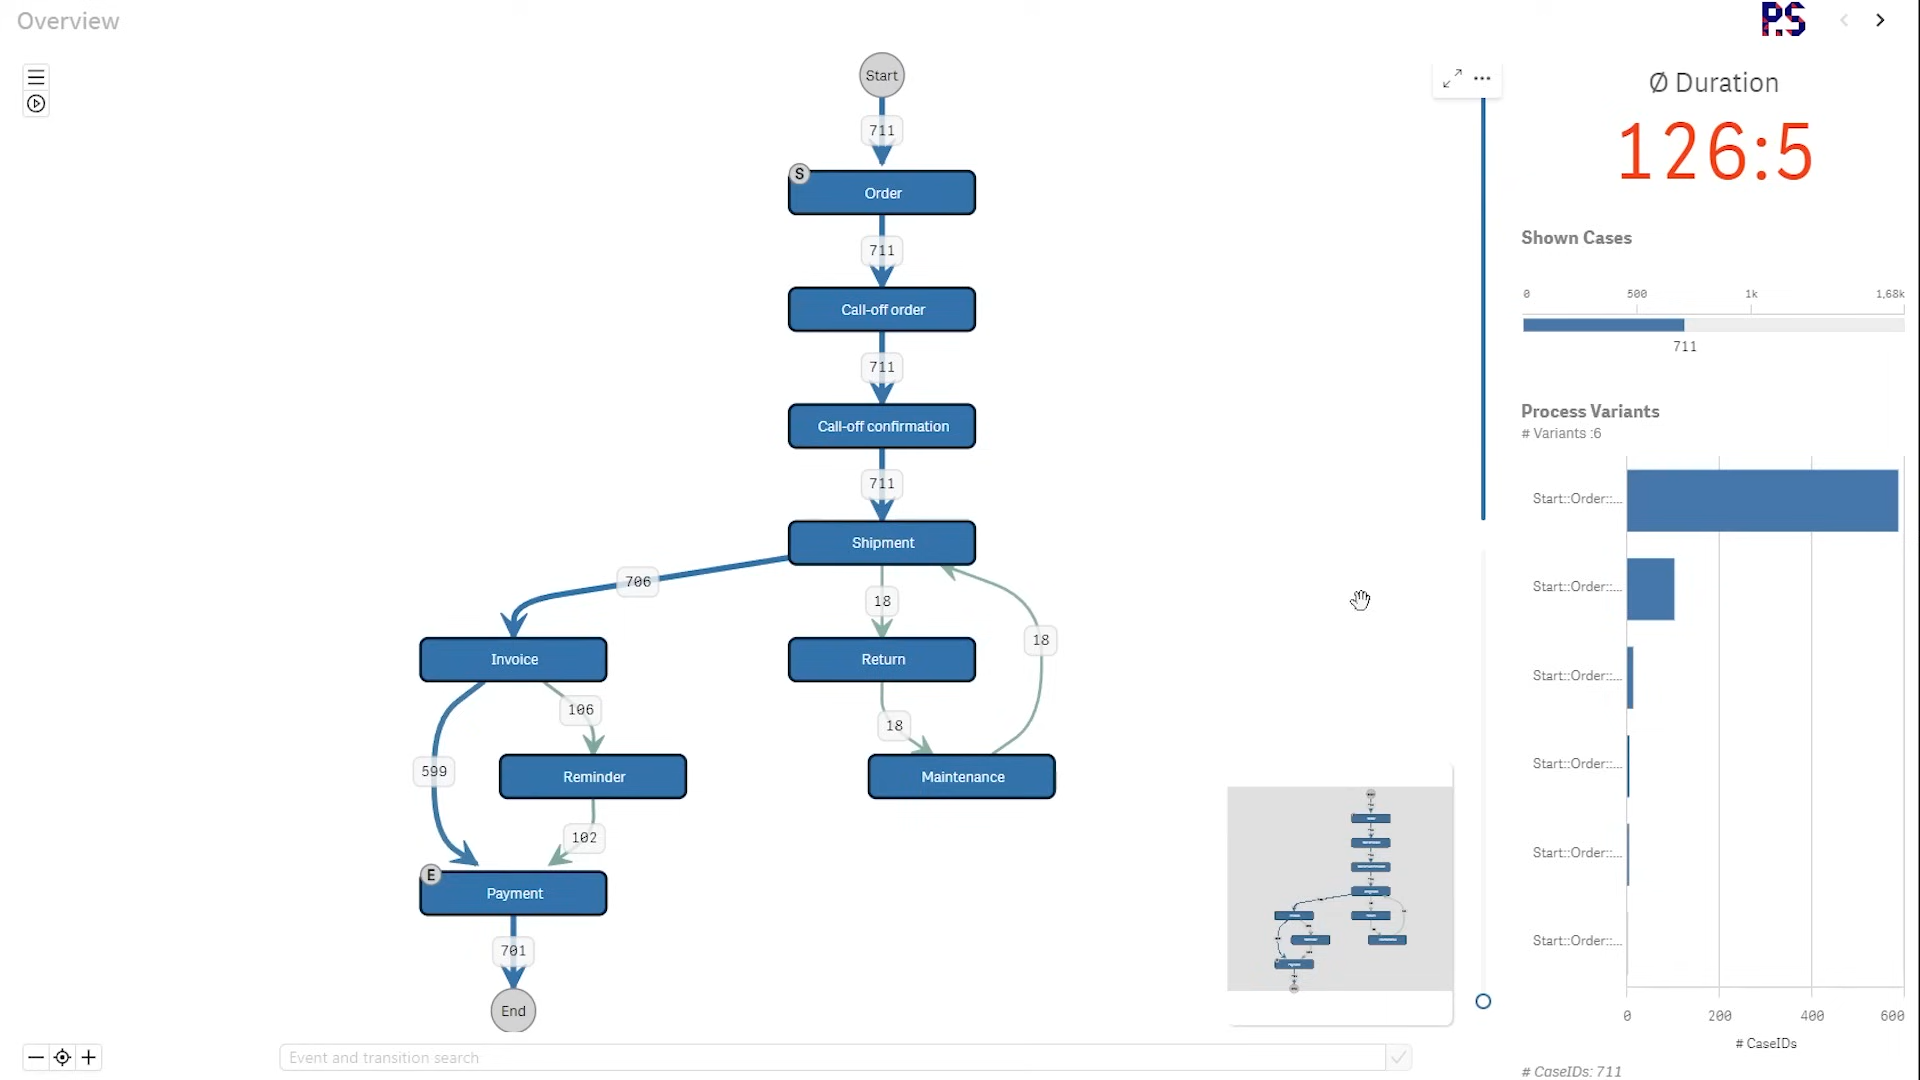 Overview
P.S
Start
711
S
Order
711
Call-off order
711
Call-off confirmation
711
Shipment
706
18
18
Invoice
Return
106
18
599
Reminder
Maintenance
102
E
Payment
701
End
Event and transition search
Ø Duration
126:5
Shown Cases
0 500 1k 1,68k
711
Process Variants
# Variants :6
Start::Order::...
Start::Order::...
Start::Order::...
Start::Order::...
Start::Order::...
Start::Order::...
0 200 400 600
# CaseIDs
# CaseIDs: 711